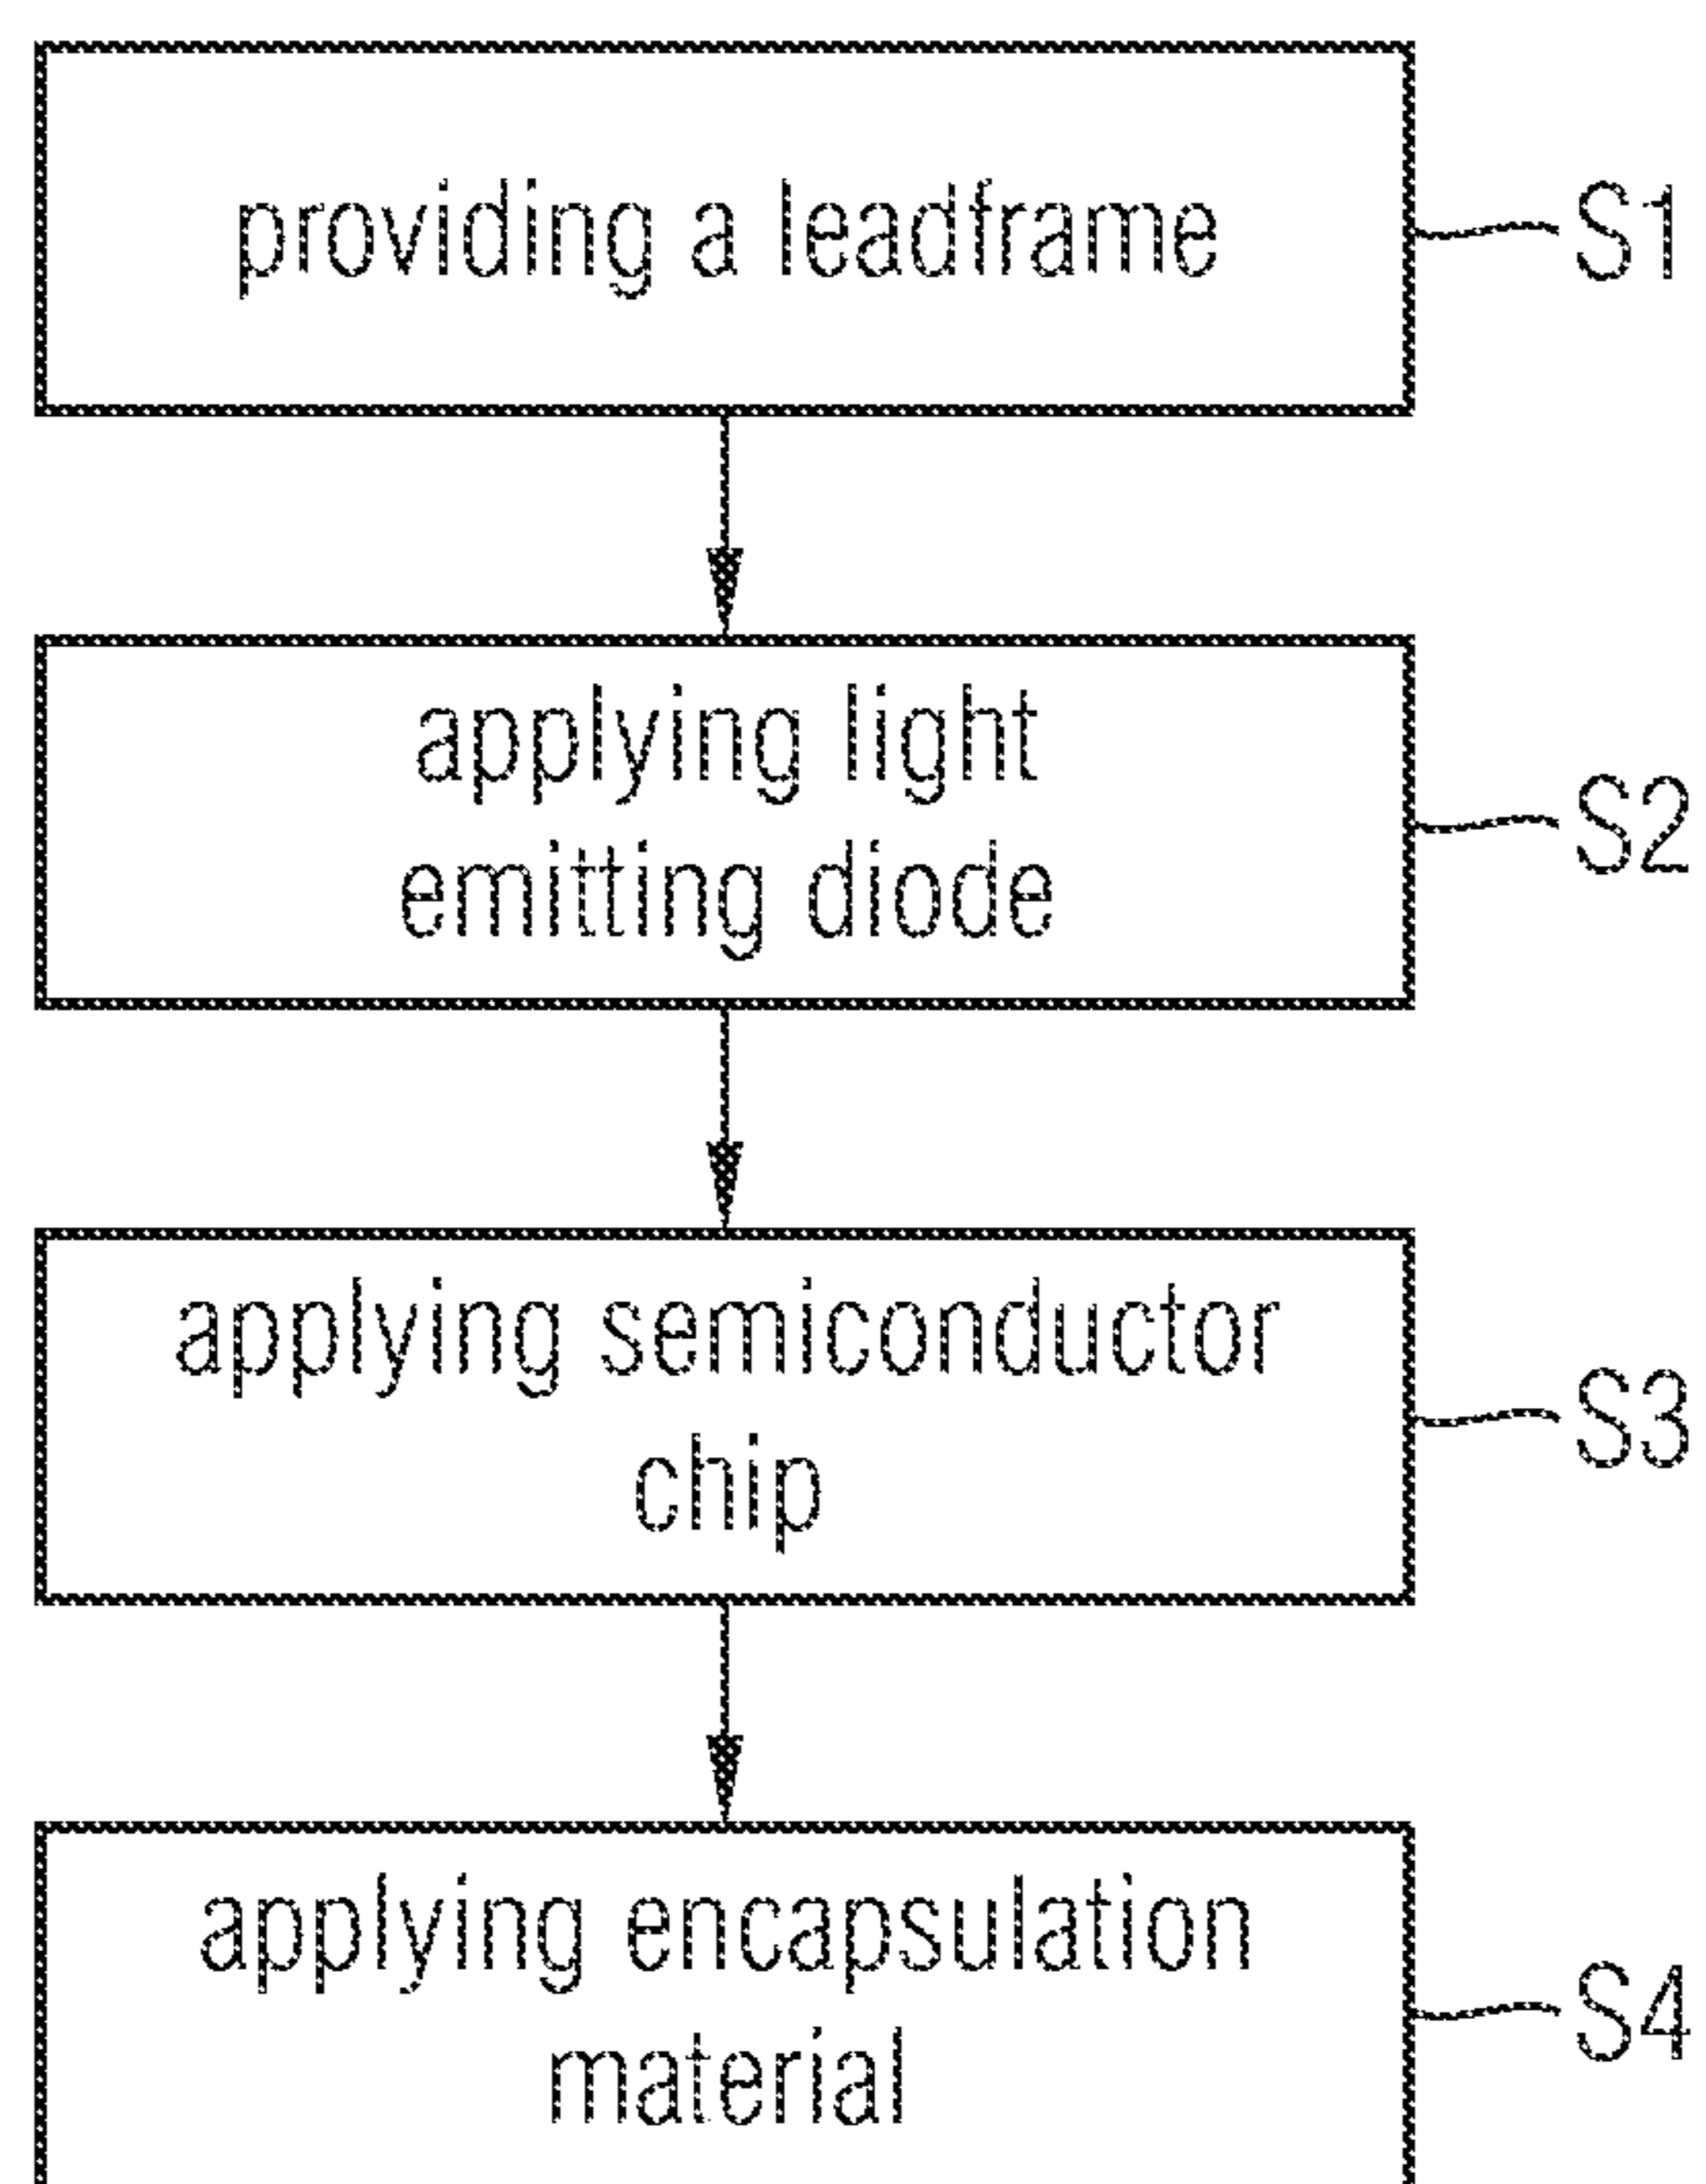 providing a leadframe
S1
applying light
emitting diode
S2
applying semiconductor
chip
S3
applying encapsulation
material
S4